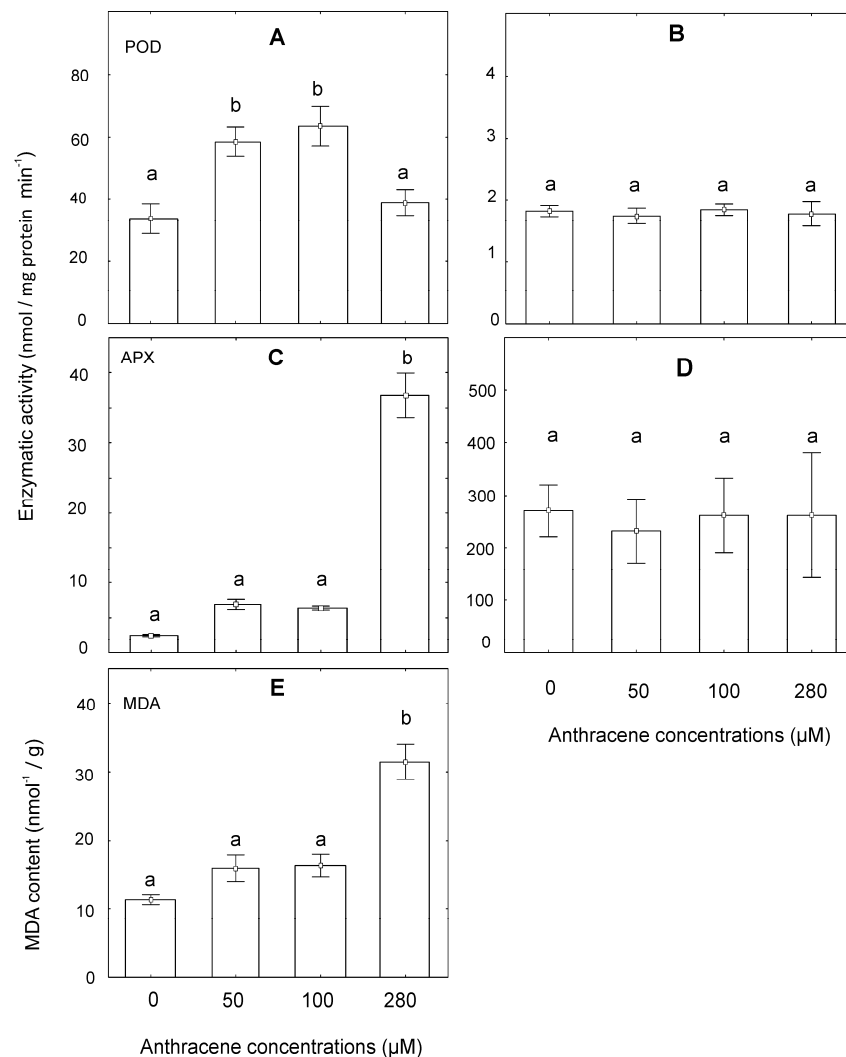 Enzymatic activity (nmol / mg protein min⁻¹)
A
POD
80
60
40
20
0
a
b
b
a
B
4
3
2
1
0
a
a
a
a
C
APX
40
30
20
10
0
a
a
a
b
D
500
400
300
200
100
0
a
a
a
a
0 50 100 280
Anthracene concentrations (µM)
MDA content (nmol⁻¹ / g)
E
MDA
40
30
20
10
0
a
a
a
b
0 50 100 280
Anthracene concentrations (µM)